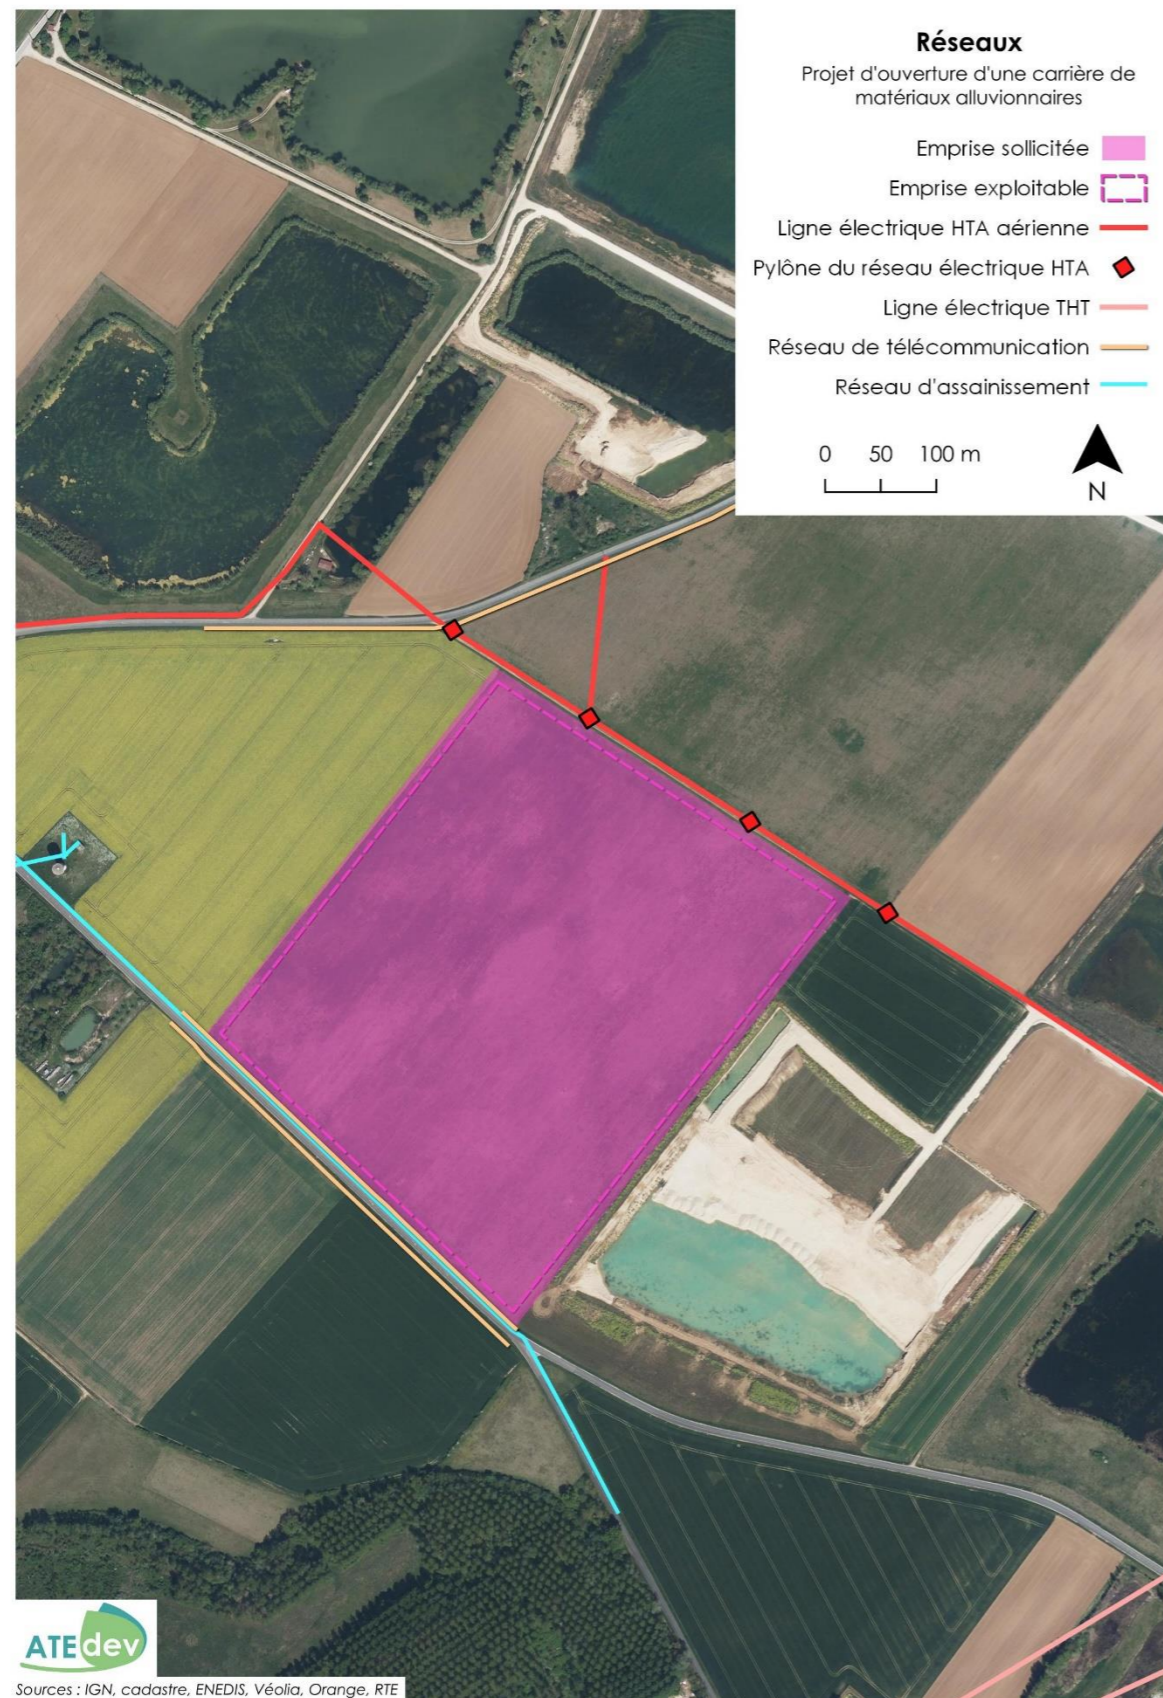 Réseaux
Projet d'ouverture d'une carrière de
matériaux alluvionnaires
Emprise sollicitée
Emprise exploitable
Ligne électrique HTA aérienne
Pylône du réseau électrique HTA
Ligne électrique THT
Réseau de télécommunication
Réseau d'assainissement
0 50 100 m
N
ATEdev
Sources : IGN, cadastre, ENEDIS, Véolia, Orange, RTE